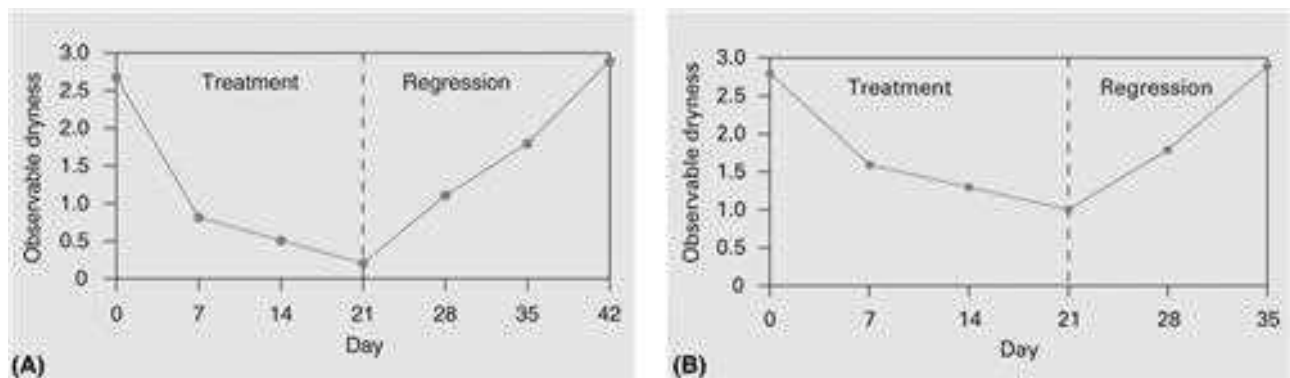 3.0
2.5
2.0
1.5
1.0
0.5
0
Observable dryness
Treatment
Regression
0 7 14 21 28 35 42
Day
(A)
3.0
2.5
2.0
1.5
1.0
0.5
0
Observable dryness
Treatment
Regression
0 7 14 21 28 35
Day
(B)